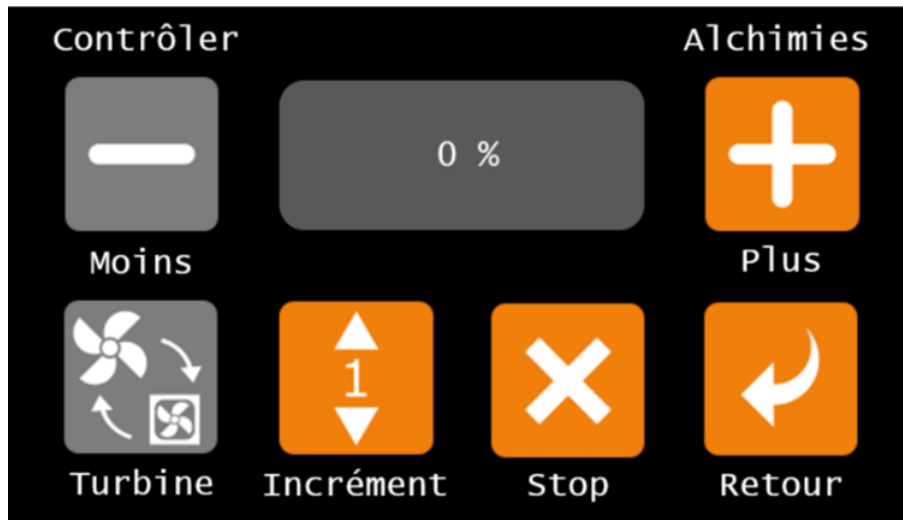 Contrôler Alchimies
0 %
Moins Plus
1
Turbine Incrément Stop Retour